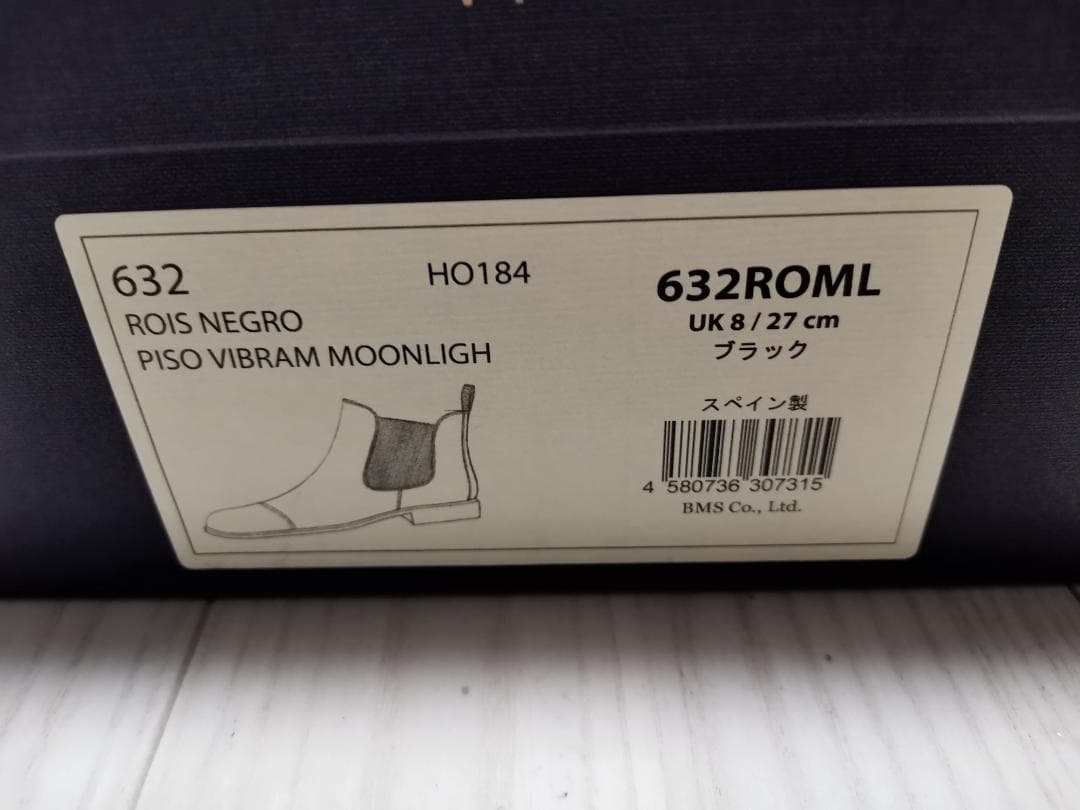 632
HO184
ROIS NEGRO
PISO VIBRAM MOONLIGH
632ROML
UK 8 / 27 cm
ブラック
スペイン製
4 580736 307315
BMS Co., Ltd.